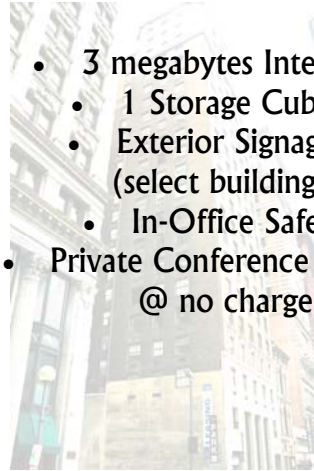 • 3 megabytes Inte
• 1 Storage Cub
• Exterior Signag
(select building
• In-Office Safe
• Private Conference
@ no charge